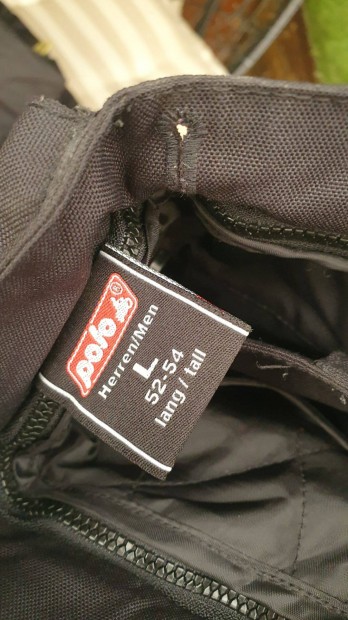 polo®
Herren/Men
L
52-54
lang / tall